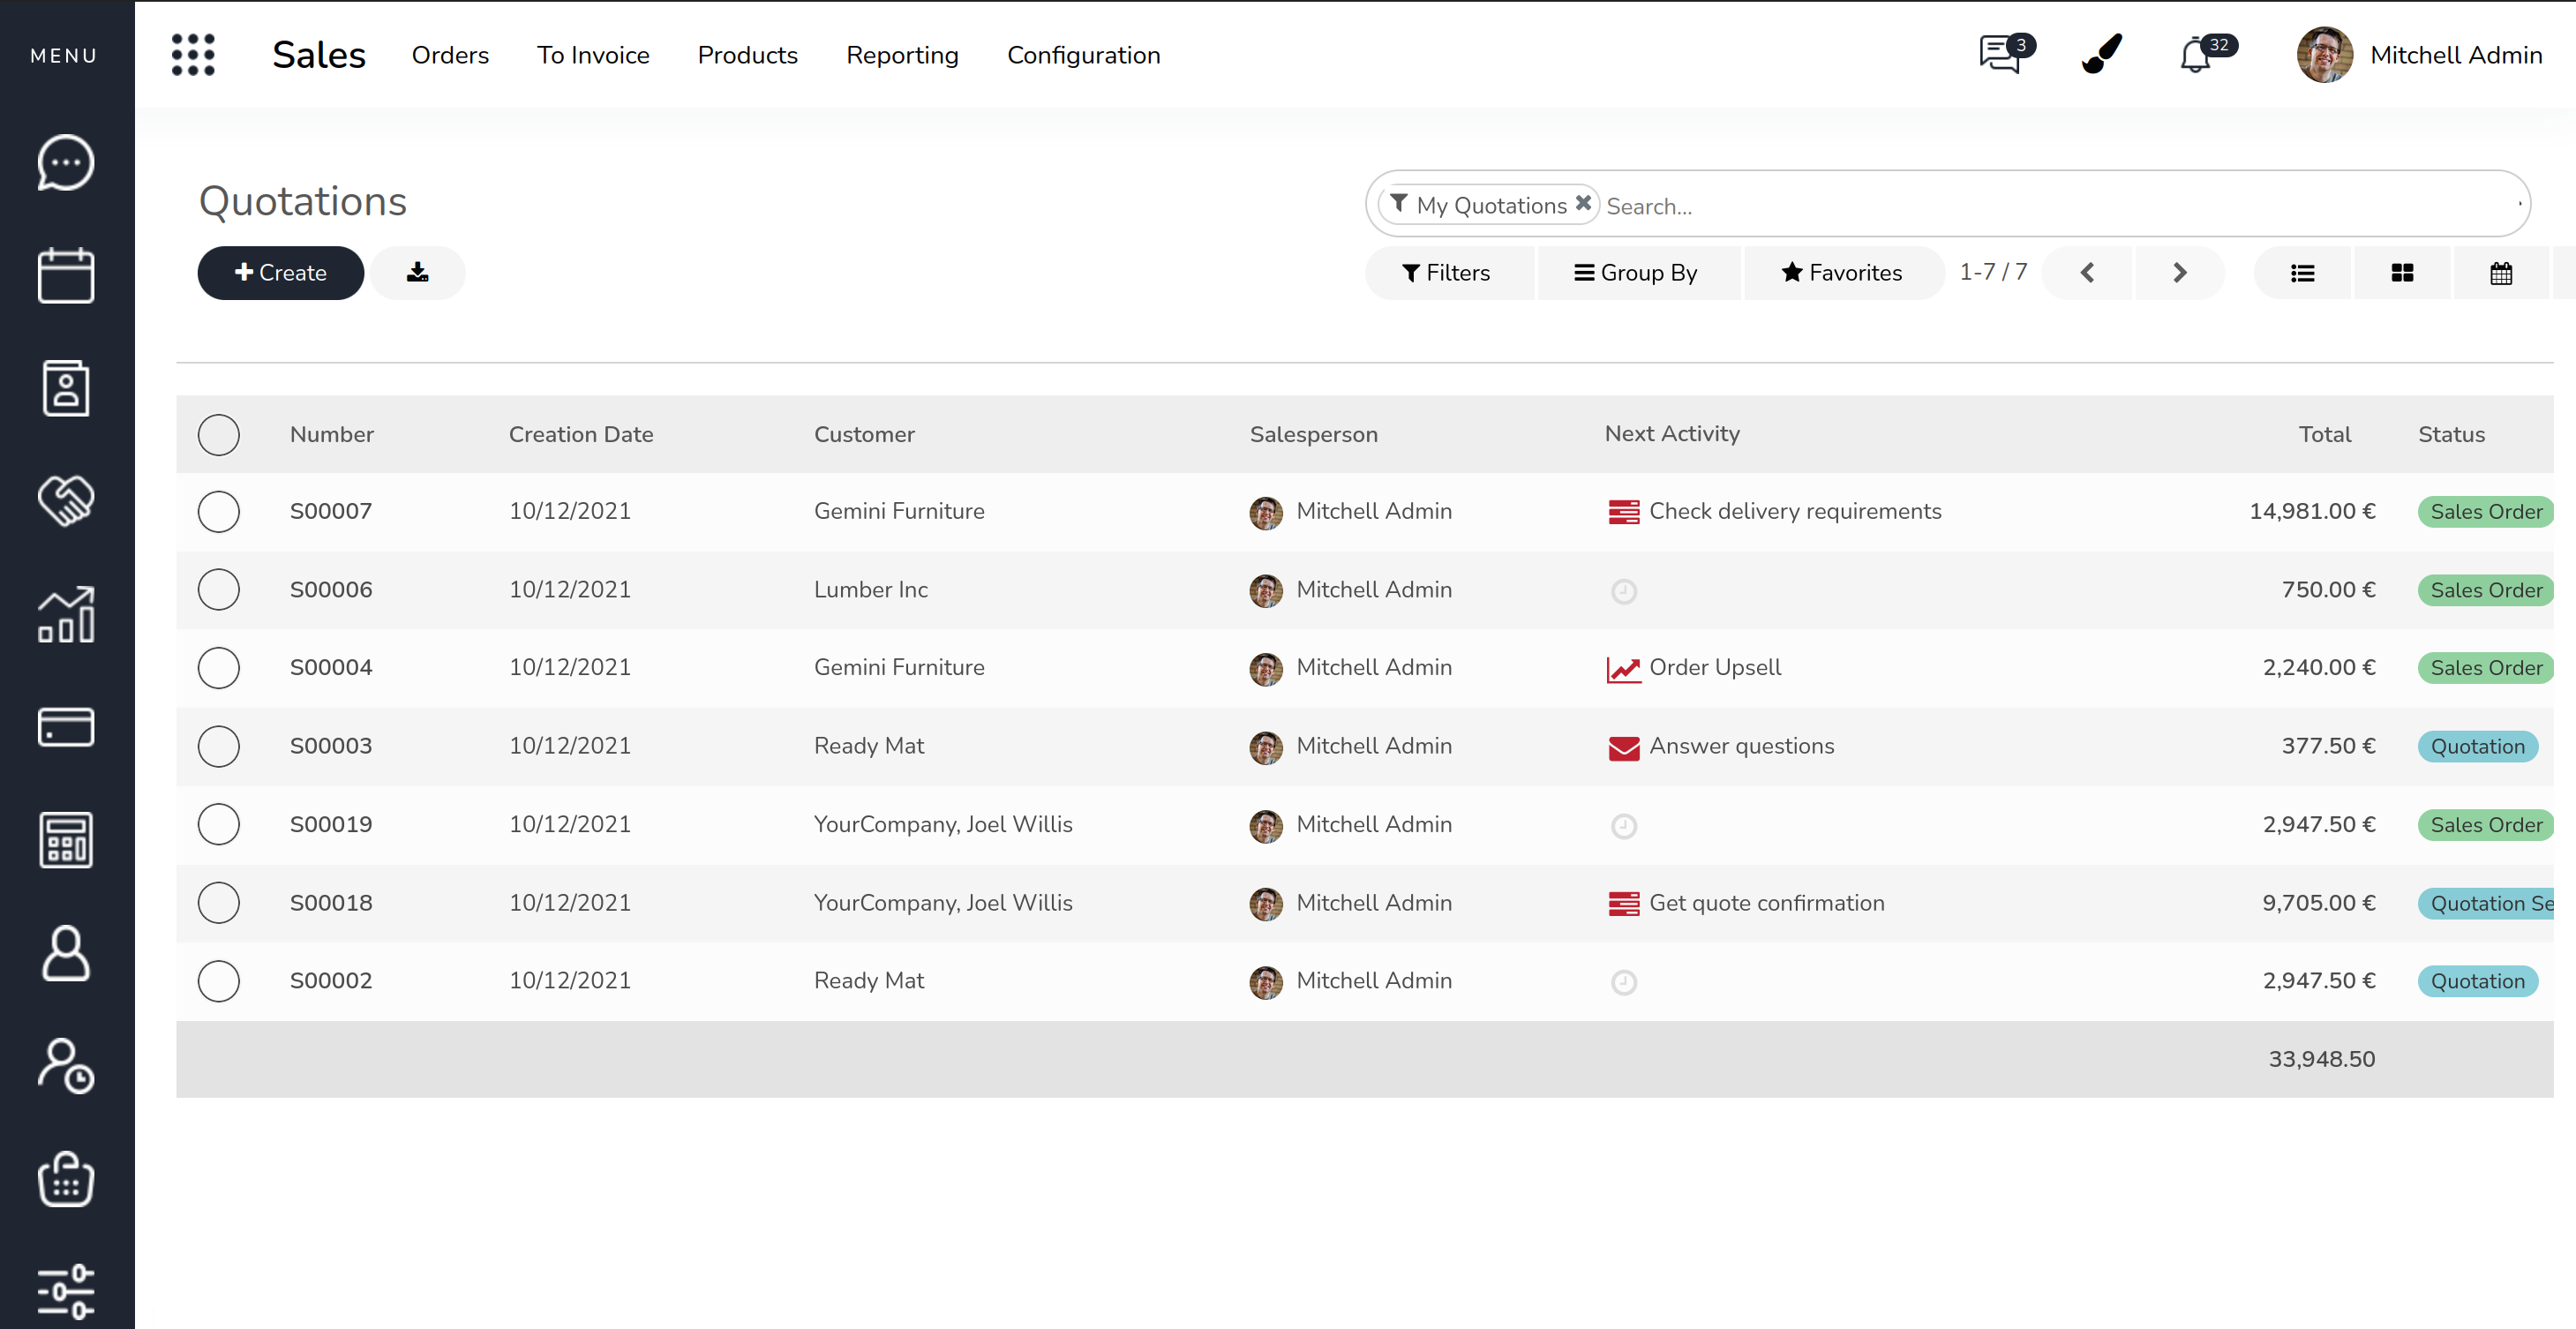 MENU
Sales Orders To Invoice Products Reporting Configuration 3 32 Mitchell Admin
Quotations
My Quotations Search...
Create Filters Group By Favorites 1-7 / 7
Number Creation Date Customer Salesperson Next Activity Total Status
S00007 10/12/2021 Gemini Furniture Mitchell Admin Check delivery requirements 14,981.00 € Sales Order
S00006 10/12/2021 Lumber Inc Mitchell Admin 750.00 € Sales Order
S00004 10/12/2021 Gemini Furniture Mitchell Admin Order Upsell 2,240.00 € Sales Order
S00003 10/12/2021 Ready Mat Mitchell Admin Answer questions 377.50 € Quotation
S00019 10/12/2021 YourCompany, Joel Willis Mitchell Admin 2,947.50 € Sales Order
S00018 10/12/2021 YourCompany, Joel Willis Mitchell Admin Get quote confirmation 9,705.00 € Quotation Se
S00002 10/12/2021 Ready Mat Mitchell Admin 2,947.50 € Quotation
33,948.50